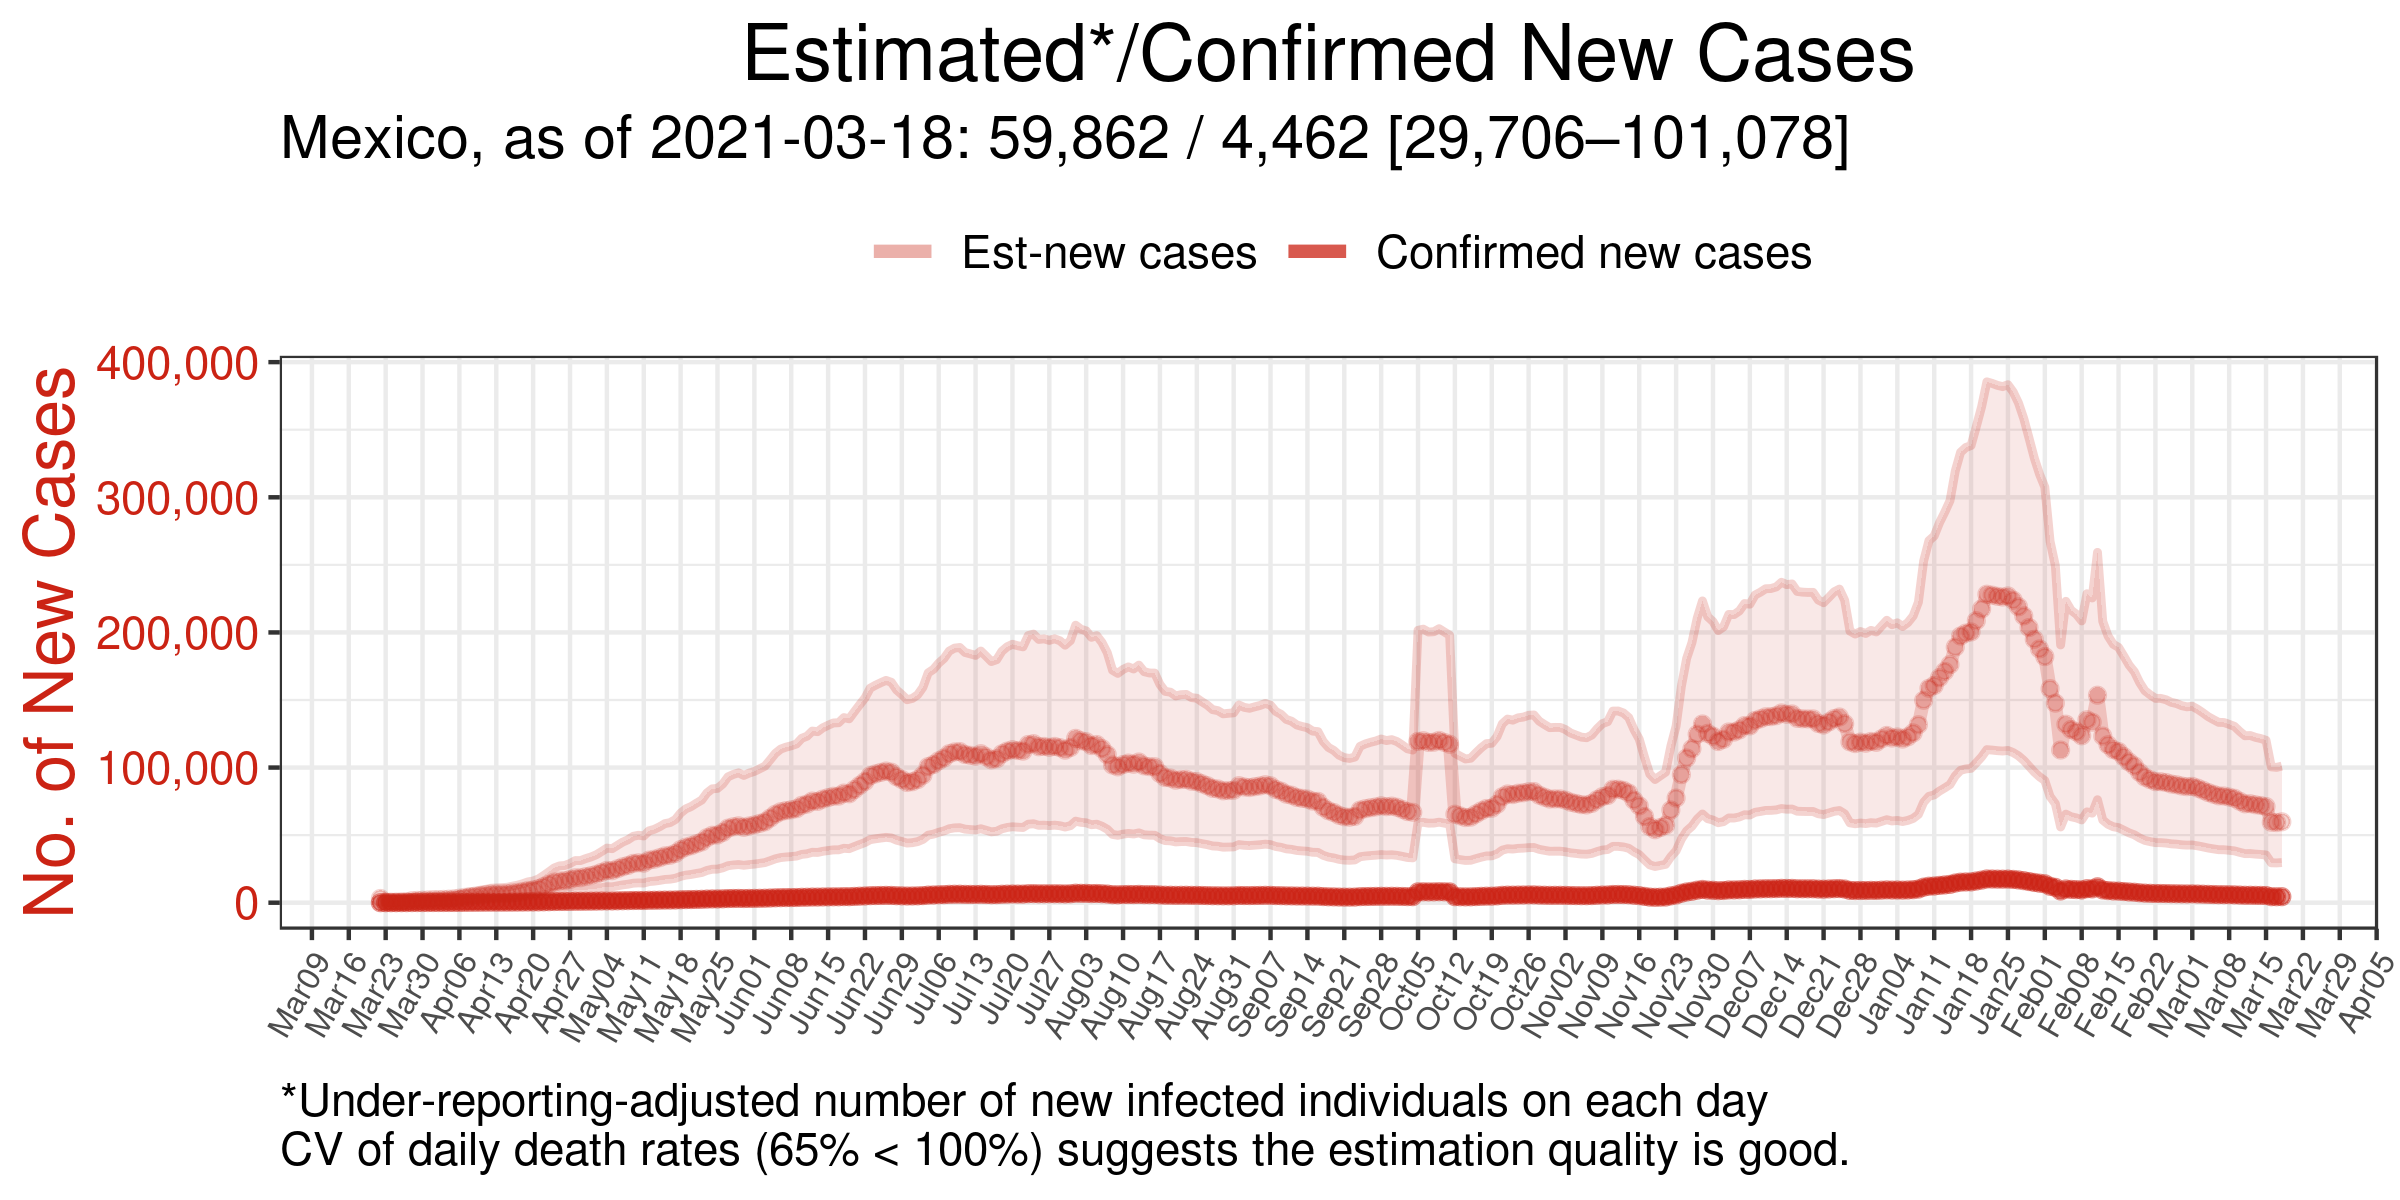 Estimated*/Confirmed New Cases
Mexico, as of 2021-03-18: 59,862 / 4,462 [29,706–101,078]
Est-new cases
Confirmed new cases
No. of New Cases
400,000
300,000
200,000
100,000
0
Mar09
Mar16
Mar23
Mar30
Apr06
Apr13
Apr20
Apr27
May04
May11
May18
May25
Jun01
Jun08
Jun15
Jun22
Jun29
Jul06
Jul13
Jul20
Jul27
Aug03
Aug10
Aug17
Aug24
Aug31
Sep07
Sep14
Sep21
Sep28
Oct05
Oct12
Oct19
Oct26
Nov02
Nov09
Nov16
Nov23
Nov30
Dec07
Dec14
Dec21
Dec28
Jan04
Jan11
Jan18
Jan25
Feb01
Feb08
Feb15
Feb22
Mar01
Mar08
Mar15
Mar22
Mar29
Apr05
*Under-reporting-adjusted number of new infected individuals on each day
CV of daily death rates (65% < 100%) suggests the estimation quality is good.